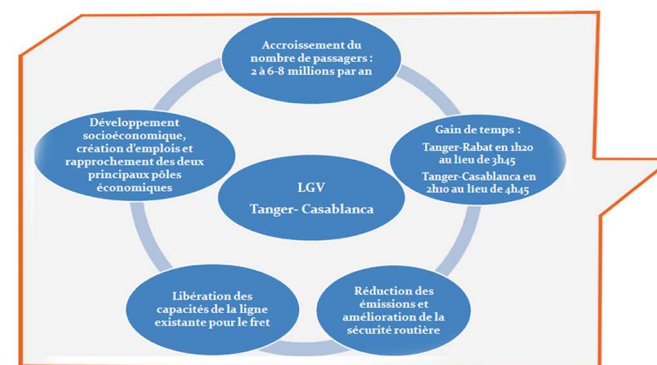 Accroissement du
nombre de passagers :
2 à 6-8 millions par an
Gain de temps :
Tanger-Rabat en 1h20
au lieu de 3h45
Tanger-Casablanca en
2h10 au lieu de 4h45
Réduction des
émissions et
amélioration de la
sécurité routière
Libération des
capacités de la ligne
existante pour le fret
Développement
socioéconomique,
création d'emplois et
rapprochement des deux
principaux pôles
économiques
LGV
Tanger- Casablanca